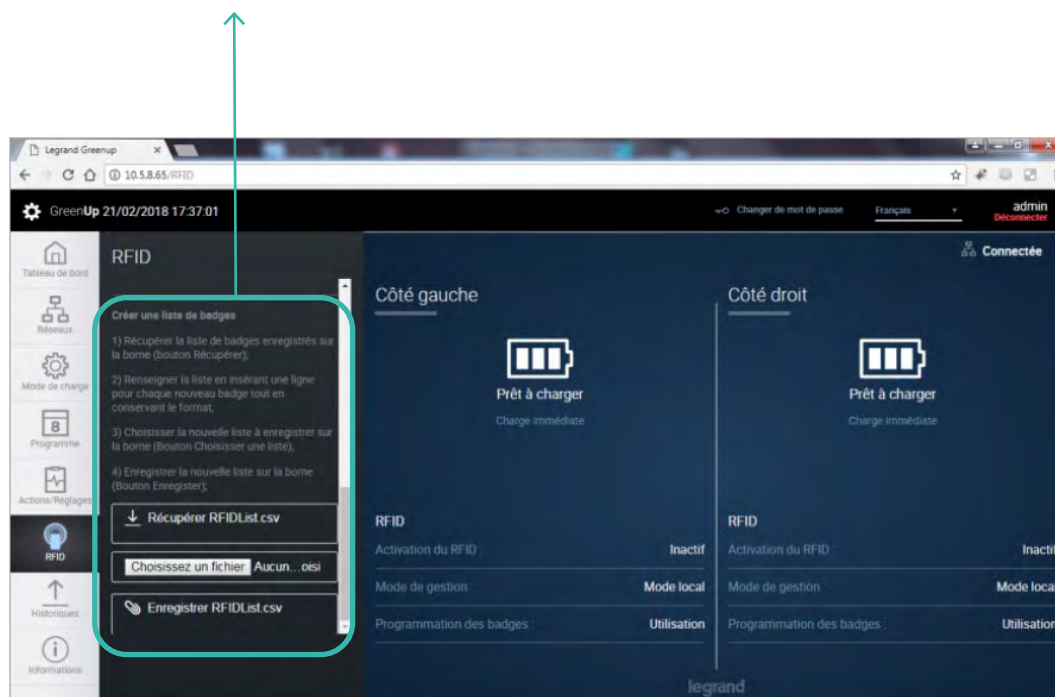 Legrand Greenup
10.5.8.65/RFID
GreenUp 21/02/2018 17:37:01
Changer de mot de passe
Français
admin
Déconnecter
Tableau de bord
Réseaux
Mode de charge
8
Programme
Actions/Réglages
RFID
Historiques
Informations
RFID
Créer une liste de badges
1) Récupérer la liste de badges enregistrés sur
la borne (bouton Récupérer);
2) Renseigner la liste en insérant une ligne
pour chaque nouveau badge tout en
conservant le format;
3) Choisisser la nouvelle liste à enregistrer sur
la borne (Bouton Choisisser une liste);
4) Enregistrer la nouvelle liste sur la borne
(Bouton Enregister);
Récupérer RFIDList.csv
Choisissez un fichier Aucun...oisi
Enregistrer RFIDList.csv
Connectée
Côté gauche
Prêt à charger
Charge immédiate
RFID
Activation du RFID : Inactif
Mode de gestion : Mode local
Programmation des badges : Utilisation
Côté droit
Prêt à charger
Charge immédiate
RFID
Activation du RFID : Inacti
Mode de gestion : Mode loca
Programmation des badges : Utilisation
legrand